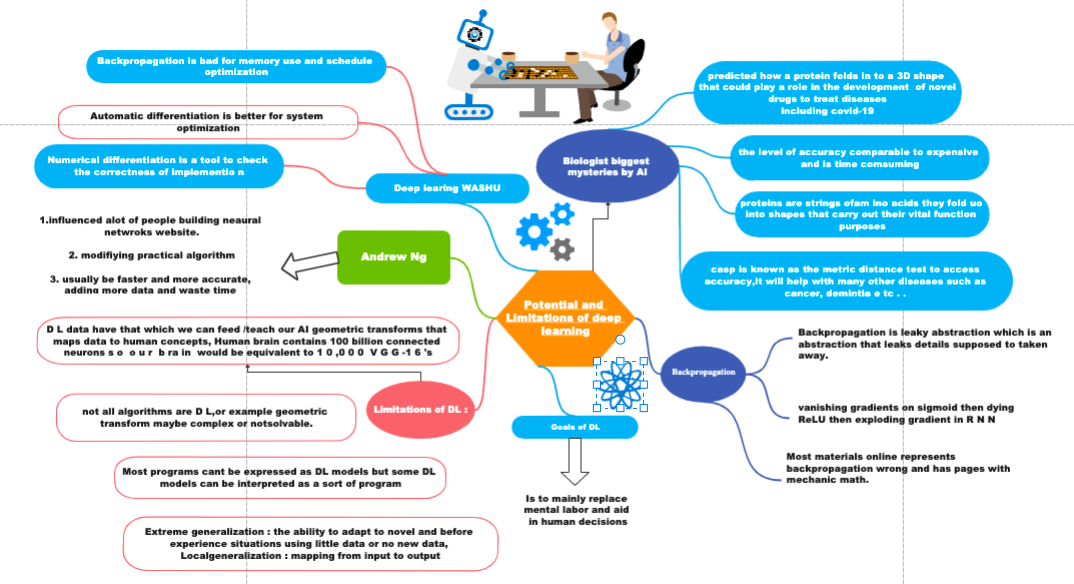 Backpropagation is bad for memory use and schedule
optimization
Automatic differentiation is better for system
optimization
Numerical differentiation is a tool to check
the correctness of implementio n
Deep learing WASHU
1.influenced alot of people building neaural
netwroks website.
2. modifiying practical algorithm
3. usually be faster and more accurate,
adding more data and waste time
Andrew Ng
D L data have that which we can feed /teach our AI geometric transforms that
maps data to human concepts, Human brain contains 100 billion connected
neurons s o o u r b ra in would be equivalent to 1 0 ,0 0 0 V G G -1 6 's
Limitations of DL :
not all algorithms are D L,or example geometric
transform maybe complex or notsolvable.
Most programs cant be expressed as DL models but some DL
models can be interpreted as a sort of program
Extreme generalization : the ability to adapt to novel and before
experience situations using little data or no new data,
Localgeneralization : mapping from input to output
Potential and
Limitations of deep
learning
Goals of DL
Is to mainly replace
mental labor and aid
in human decisions
Biologist biggest
mysteries by AI
predicted how a protein folds in to a 3D shape
that could play a role in the development of novel
drugs to treat diseases
including covid-19
the level of accuracy comparable to expensive
and is time comsuming
proteins are strings ofam ino acids they fold uo
into shapes that carry out their vital function
purposes
casp is known as the metric distance test to access
accuracy,it will help with many other diseases such as
cancer, demintia e tc . .
Backpropagation
Backpropagation is leaky abstraction which is an
abstraction that leaks details supposed to taken
away.
vanishing gradients on sigmoid then dying
ReLU then exploding gradient in R N N
Most materials online represents
backpropagation wrong and has pages with
mechanic math.